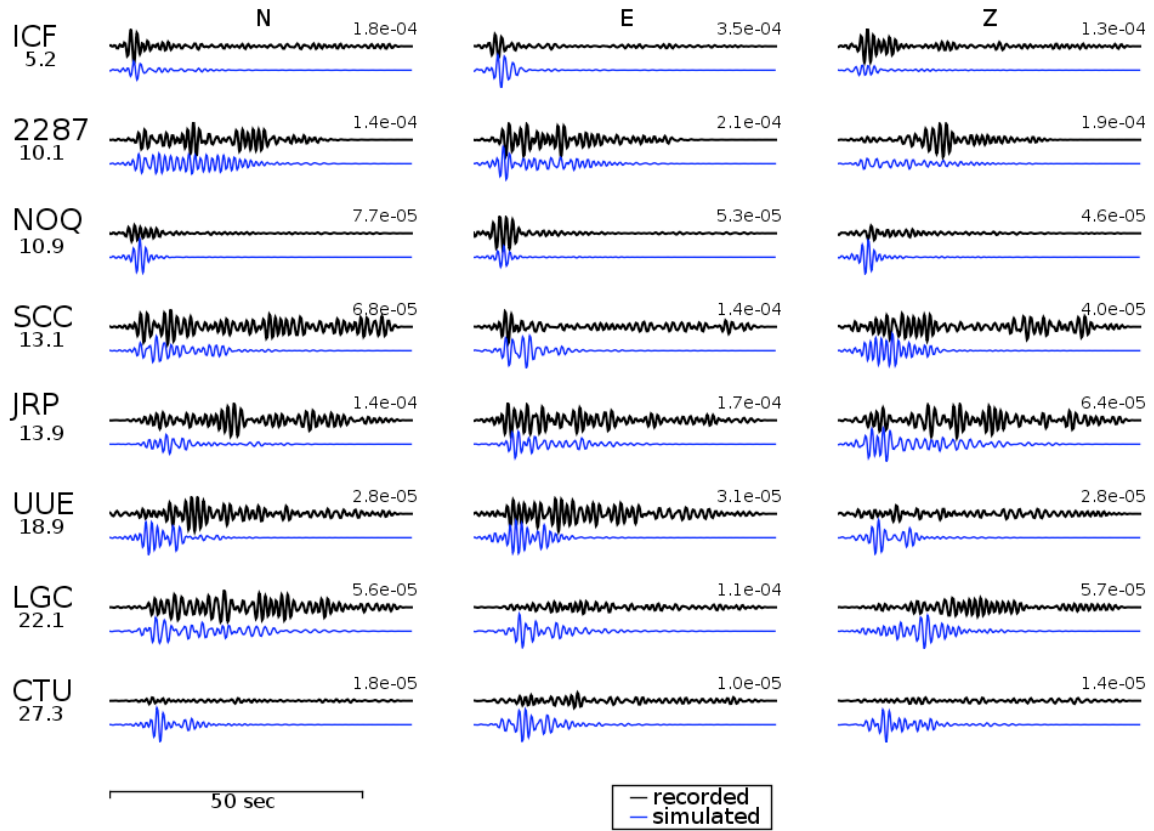 N E Z
ICF 1.8e-04 3.5e-04 1.3e-04
5.2
2287 1.4e-04 2.1e-04 1.9e-04
10.1
NOQ 7.7e-05 5.3e-05 4.6e-05
10.9
SCC 6.8e-05 1.4e-04 4.0e-05
13.1
JRP 1.4e-04 1.7e-04 6.4e-05
13.9
UUE 2.8e-05 3.1e-05 2.8e-05
18.9
LGC 5.6e-05 1.1e-04 5.7e-05
22.1
CTU 1.8e-05 1.0e-05 1.4e-05
27.3
50 sec
recorded
simulated